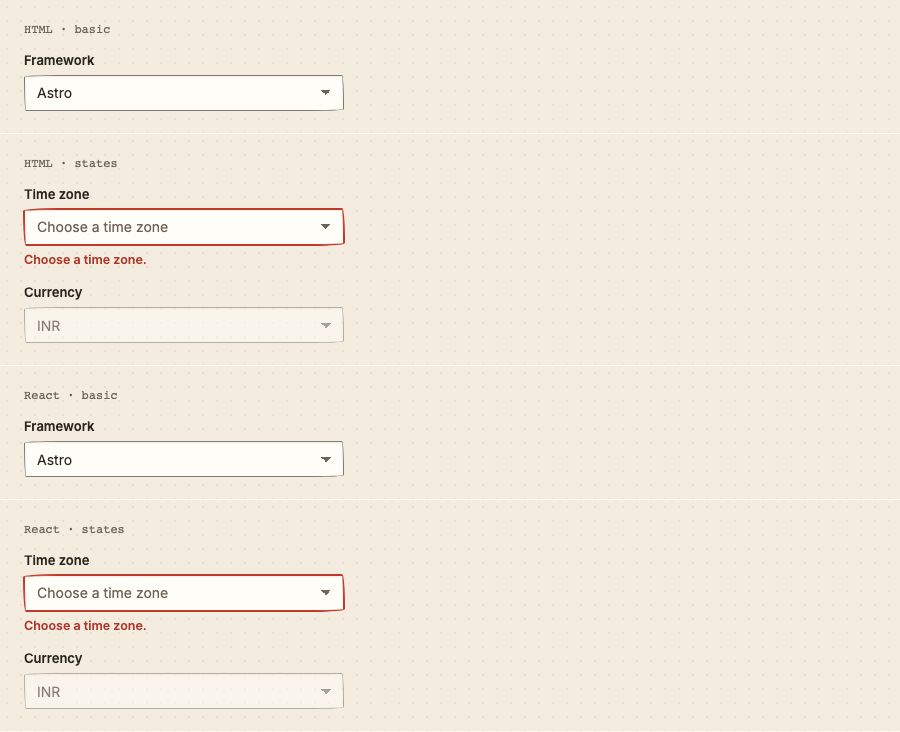 HTML · basic
Framework
Astro
HTML · states
Time zone
Choose a time zone
Choose a time zone.
Currency
INR
React · basic
Framework
Astro
React · states
Time zone
Choose a time zone
Choose a time zone.
Currency
INR